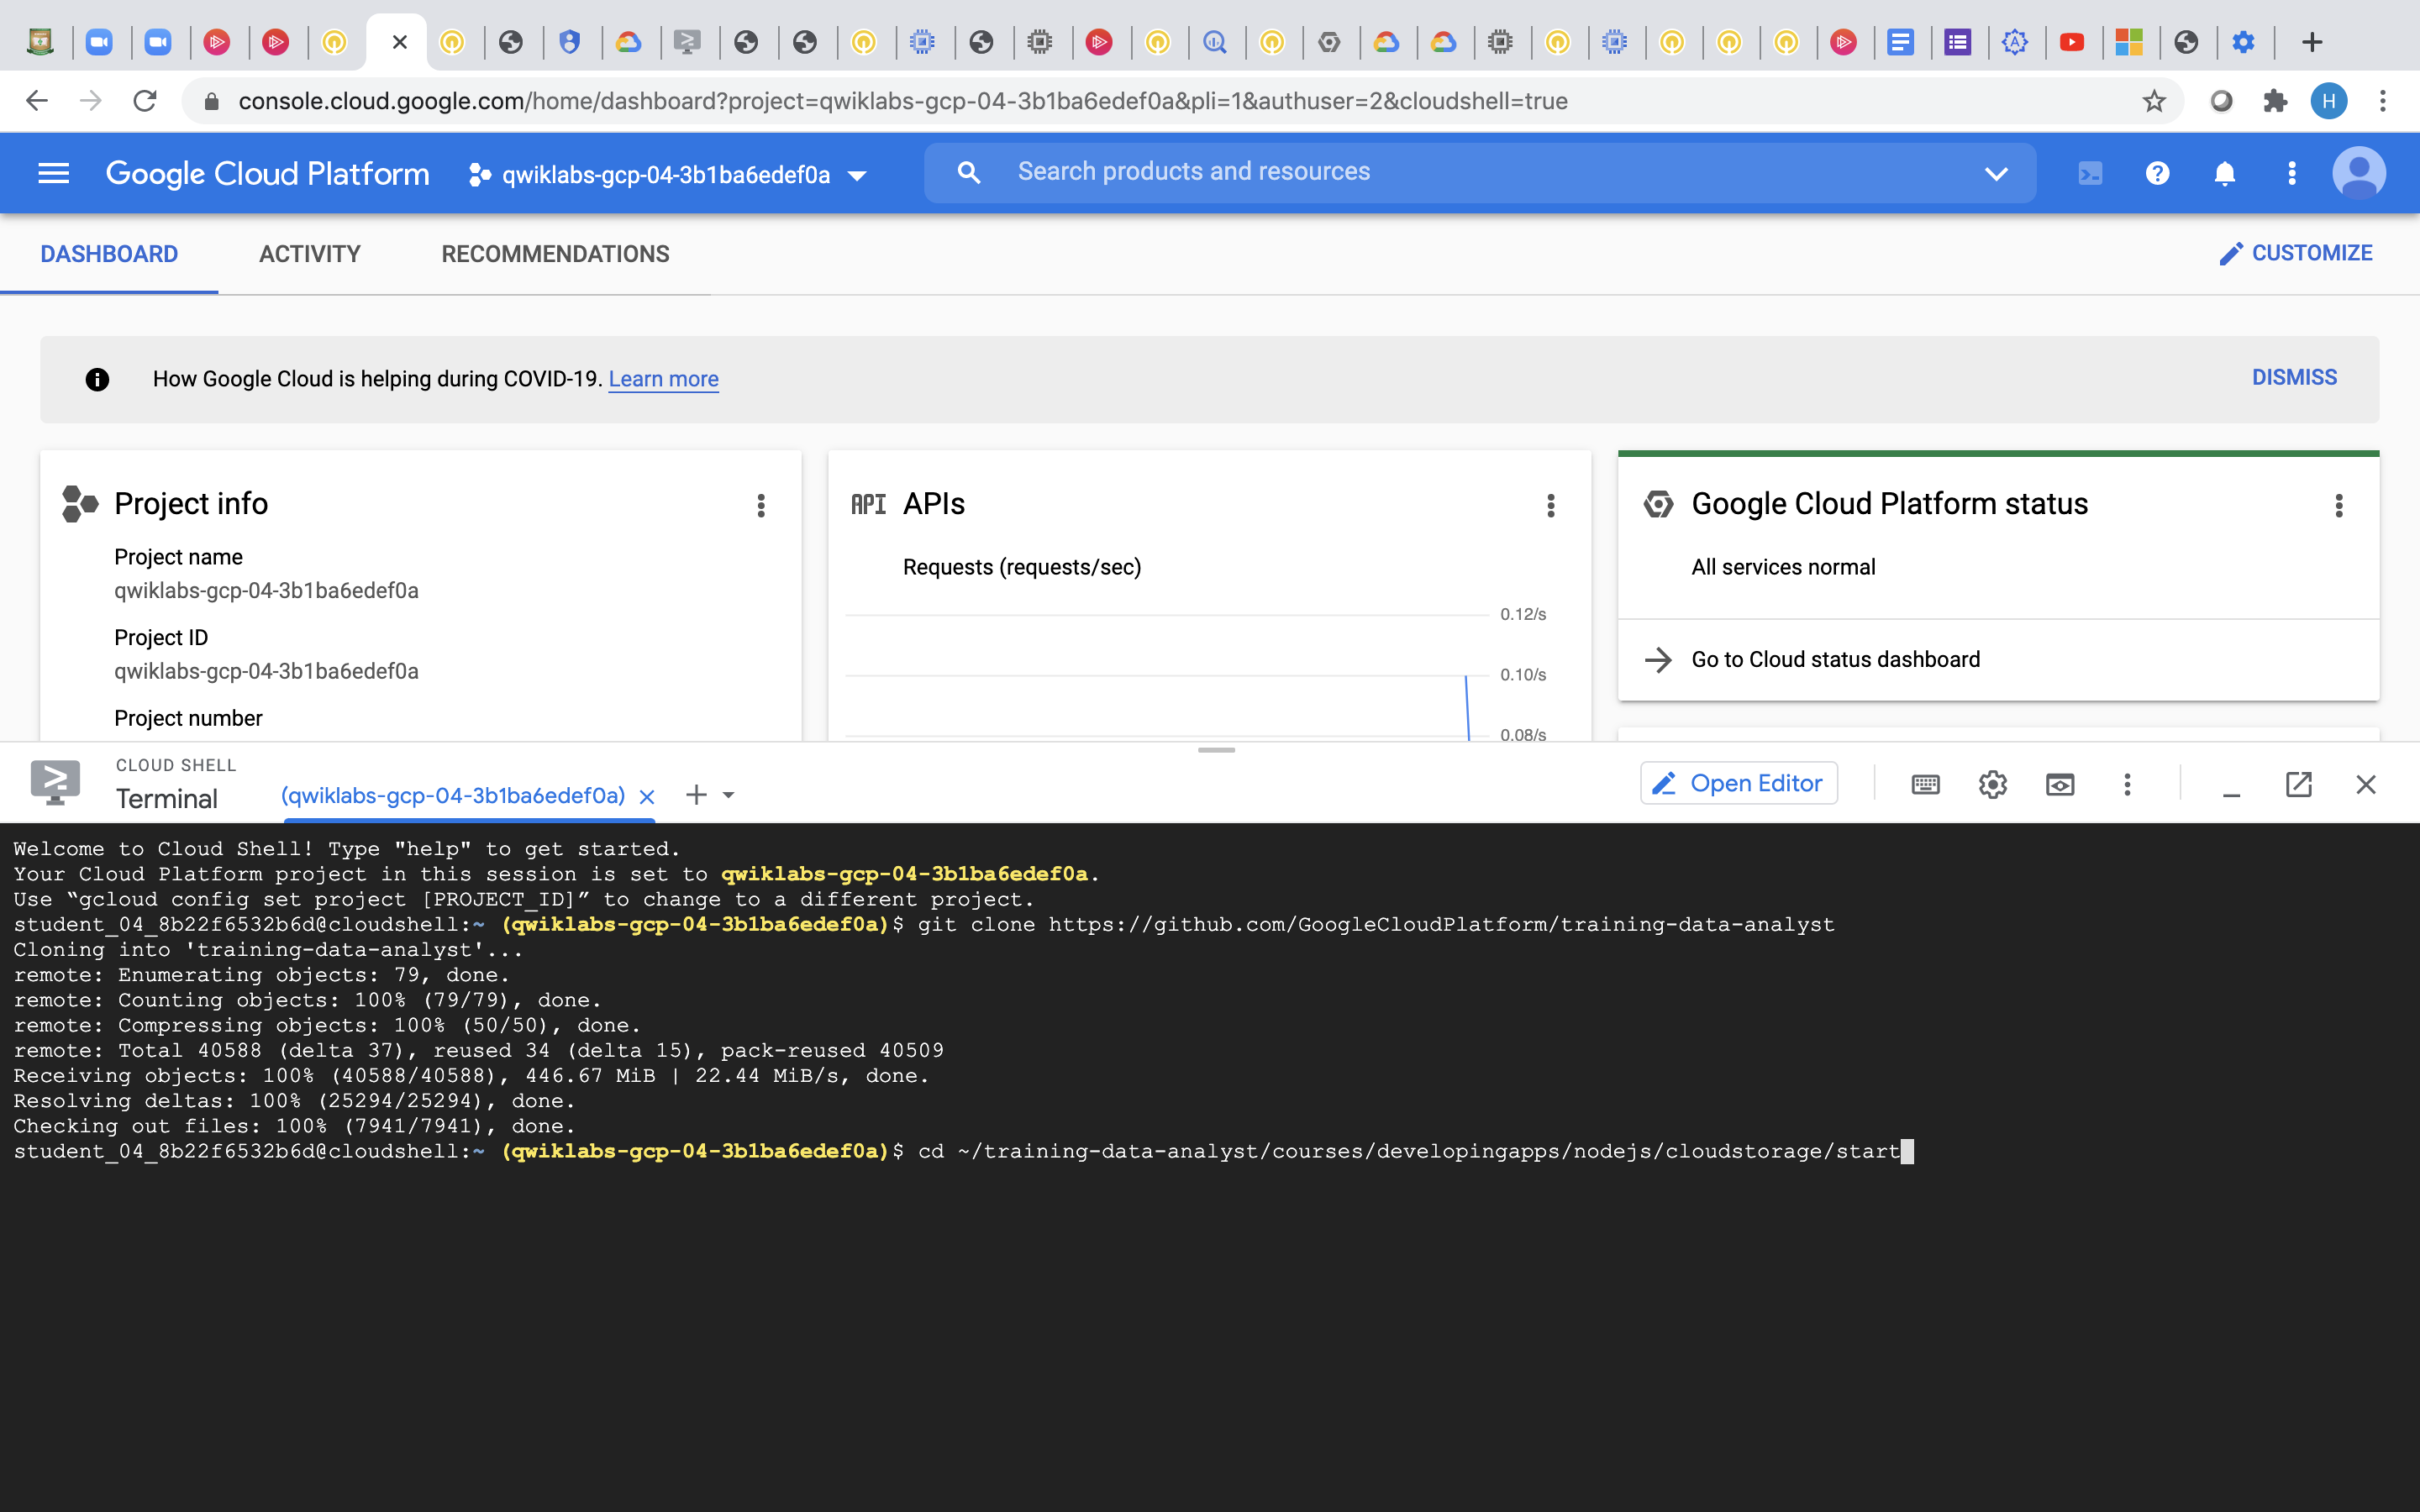 console.cloud.google.com/home/dashboard?project=qwiklabs-gcp-04-3b1ba6edef0a&pli=1&authuser=2&cloudshell=true
H
Google Cloud Platform
qwiklabs-gcp-04-3b1ba6edef0a
Search products and resources
DASHBOARD
ACTIVITY
RECOMMENDATIONS
CUSTOMIZE
How Google Cloud is helping during COVID-19. Learn more
DISMISS
Project info
Project name
qwiklabs-gcp-04-3b1ba6edef0a
Project ID
qwiklabs-gcp-04-3b1ba6edef0a
Project number
API APIs
Requests (requests/sec)
0.12/s
0.10/s
0.08/s
Google Cloud Platform status
All services normal
Go to Cloud status dashboard
CLOUD SHELL
Terminal
(qwiklabs-gcp-04-3b1ba6edef0a)
Open Editor
Welcome to Cloud Shell! Type "help" to get started.
Your Cloud Platform project in this session is set to qwiklabs-gcp-04-3b1ba6edef0a.
Use “gcloud config set project [PROJECT_ID]” to change to a different project.
student_04_8b22f6532b6d@cloudshell:~ (qwiklabs-gcp-04-3b1ba6edef0a)$ git clone https://github.com/GoogleCloudPlatform/training-data-analyst
Cloning into 'training-data-analyst'...
remote: Enumerating objects: 79, done.
remote: Counting objects: 100% (79/79), done.
remote: Compressing objects: 100% (50/50), done.
remote: Total 40588 (delta 37), reused 34 (delta 15), pack-reused 40509
Receiving objects: 100% (40588/40588), 446.67 MiB | 22.44 MiB/s, done.
Resolving deltas: 100% (25294/25294), done.
Checking out files: 100% (7941/7941), done.
student_04_8b22f6532b6d@cloudshell:~ (qwiklabs-gcp-04-3b1ba6edef0a)$ cd ~/training-data-analyst/courses/developingapps/nodejs/cloudstorage/start